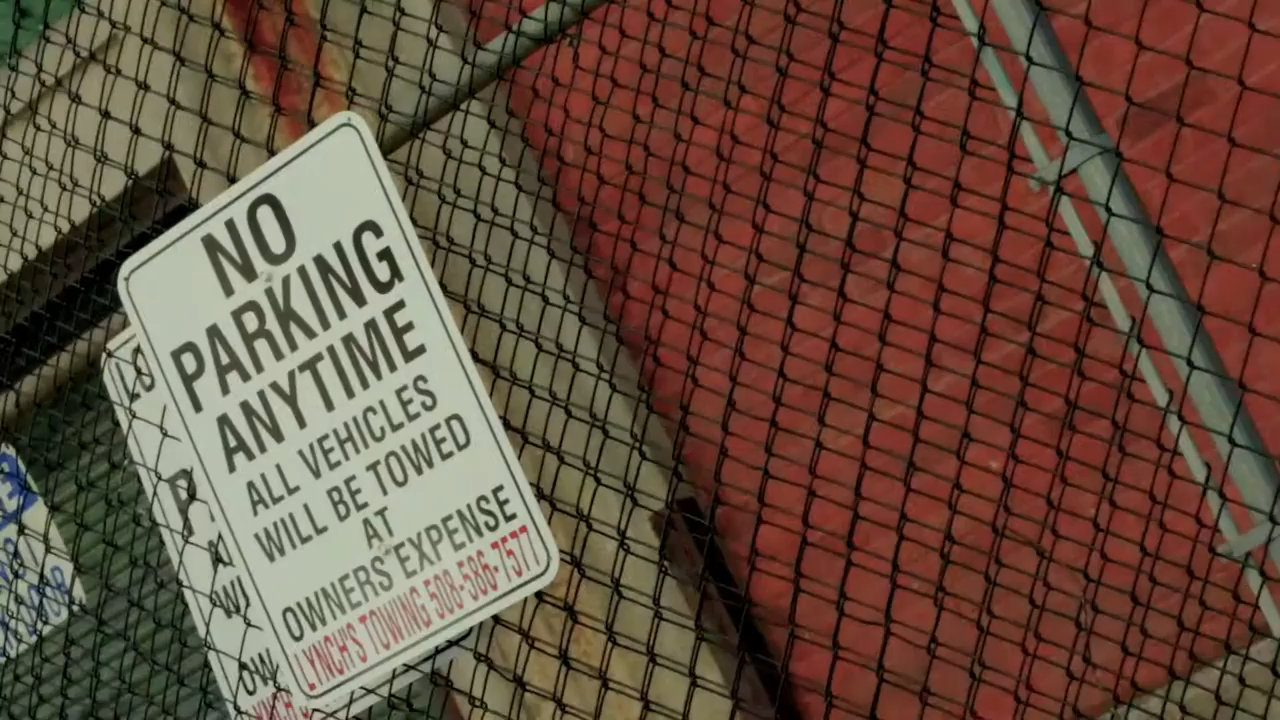 NO
PARKING
ANYTIME
ALL VEHICLES
WILL BE TOWED
AT
OWNERS EXPENSE
LYNCH'S TOWING 508-586-7577